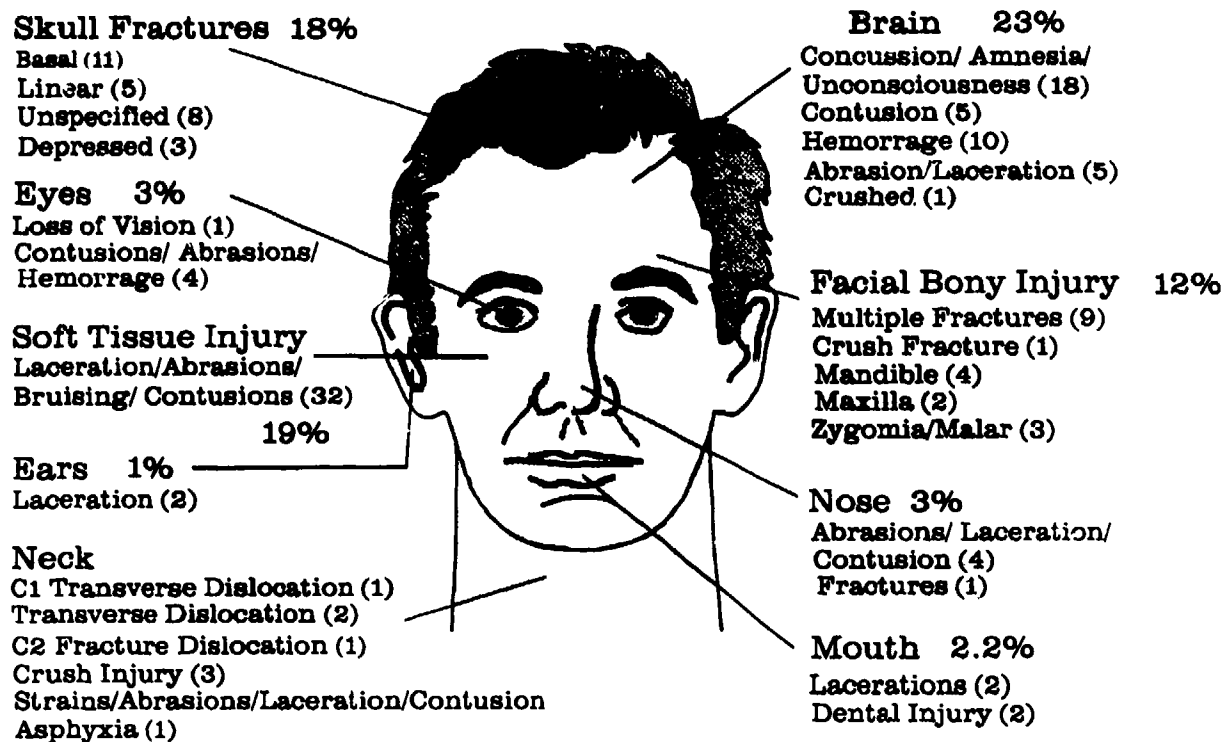 Skull Fractures 18%
Basal (11)
Linear (5)
Unspecified (8)
Depressed (3)
Eyes 3%
Loss of Vision (1)
Contusions/ Abrasions/
Hemorrage (4)
Soft Tissue Injury
Laceration/Abrasions/
Bruising/ Contusions (32)
19%
Ears 1%
Laceration (2)
Neck
C1 Transverse Dislocation (1)
Transverse Dislocation (2)
C2 Fracture Dislocation (1)
Crush Injury (3)
Strains/Abrasions/Laceration/Contusion
Asphyxia (1)
Brain 23%
Concussion/ Amnesia/
Unconsciousness (18)
Contusion (5)
Hemorrage (10)
Abrasion/Laceration (5)
Crushed (1)
Facial Bony Injury 12%
Multiple Fractures (9)
Crush Fracture (1)
Mandible (4)
Maxilla (2)
Zygomia/Malar (3)
Nose 3%
Abrasions/ Laceration/
Contusion (4)
Fractures (1)
Mouth 2.2%
Lacerations (2)
Dental Injury (2)